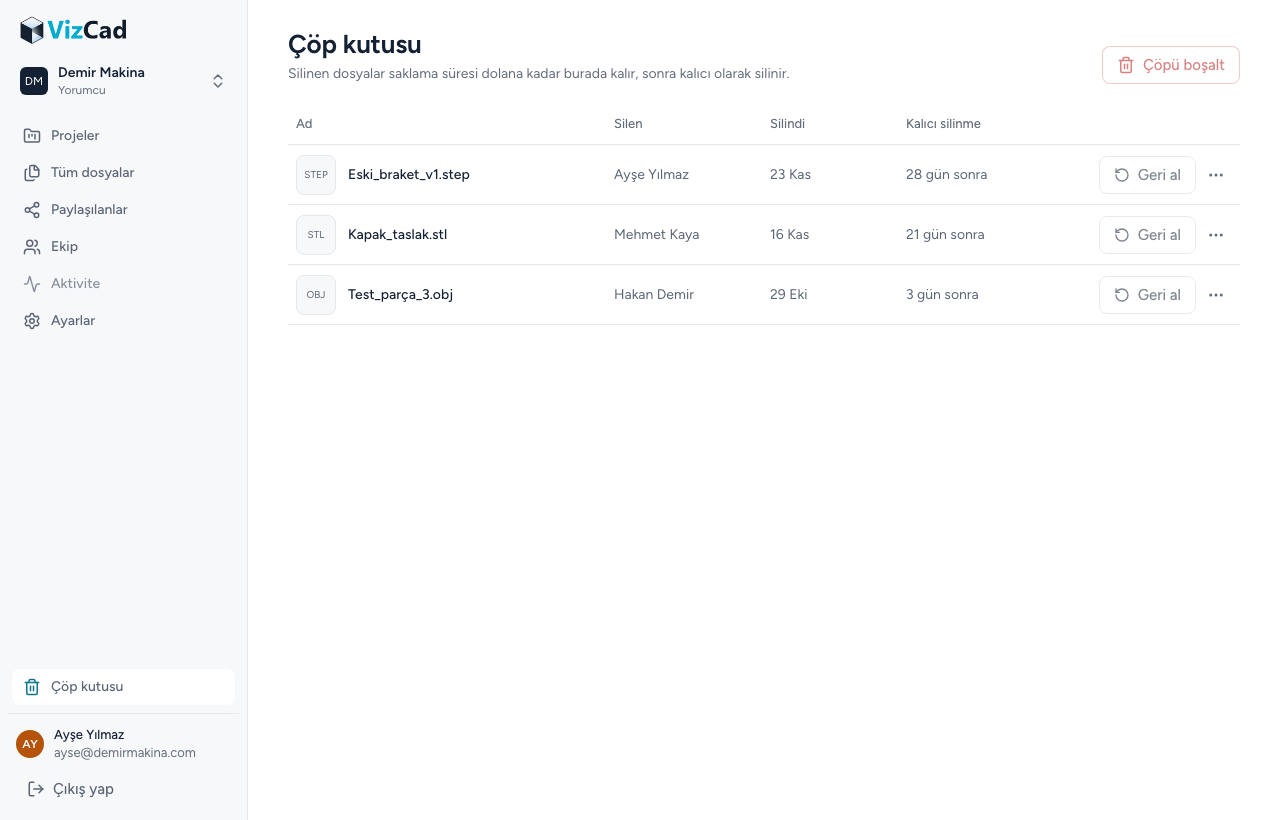 VizCad
DM
Demir Makina
Yorumcu
Projeler
Tüm dosyalar
Paylaşılanlar
Ekip
Aktivite
Ayarlar
Çöp kutusu
AY
Ayşe Yılmaz
ayse@demirmakina.com
Çıkış yap
Çöp kutusu
Silinen dosyalar saklama süresi dolana kadar burada kalır, sonra kalıcı olarak silinir.
Çöpü boşalt
Ad Silen Silindi Kalıcı silinme
STEP Eski_braket_v1.step Ayşe Yılmaz 23 Kas 28 gün sonra Geri al
STL Kapak_taslak.stl Mehmet Kaya 16 Kas 21 gün sonra Geri al
OBJ Test_parça_3.obj Hakan Demir 29 Eki 3 gün sonra Geri al